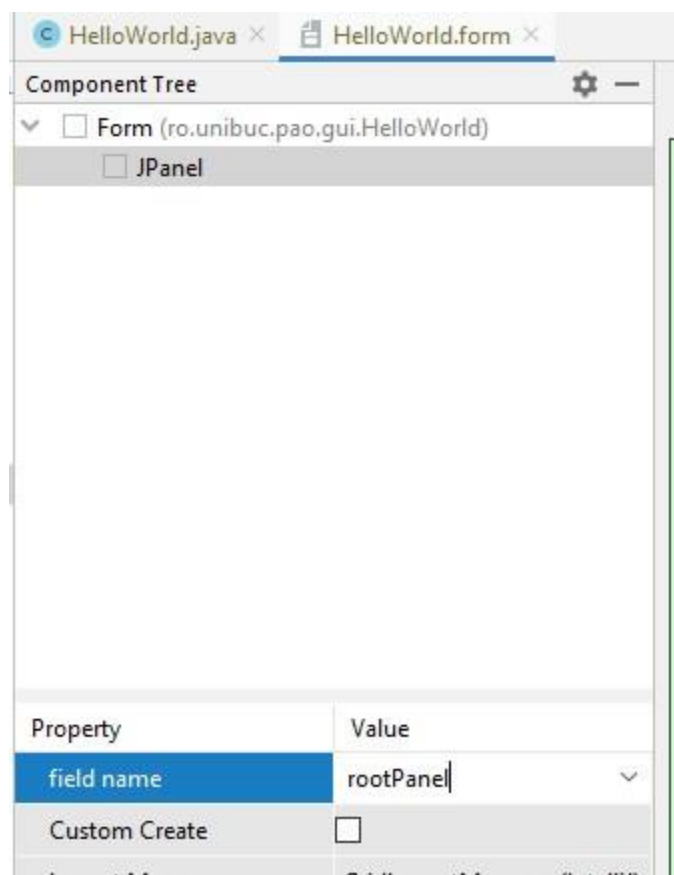 HelloWorld.java HelloWorld.form
Component Tree
Form (ro.unibuc.pao.gui.HelloWorld)
JPanel
Property Value
field name rootPanel
Custom Create